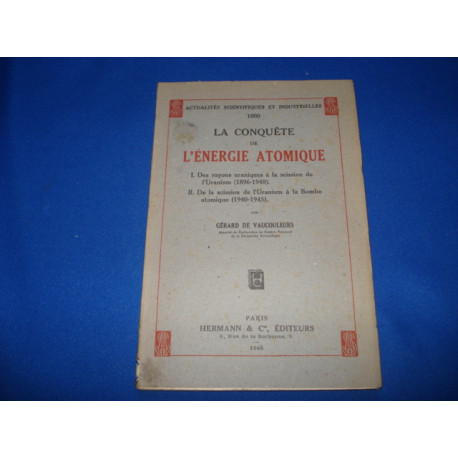 ACTUALITÉS SCIENTIFIQUES ET INDUSTRIELLES
LA CONQUÊTE
DE
L'ÉNERGIE ATOMIQUE
I. Des rayons uraniques à la scission de
l'Uranium (1896-1940).
II. De la scission de l'Uranium à la Bombe
atomique (1940-1945).
PAR
GÉRARD DE VAUCOULEURS
PARIS
HERMANN & Cie, ÉDITEURS
6, Rue de la Sorbonne, 6